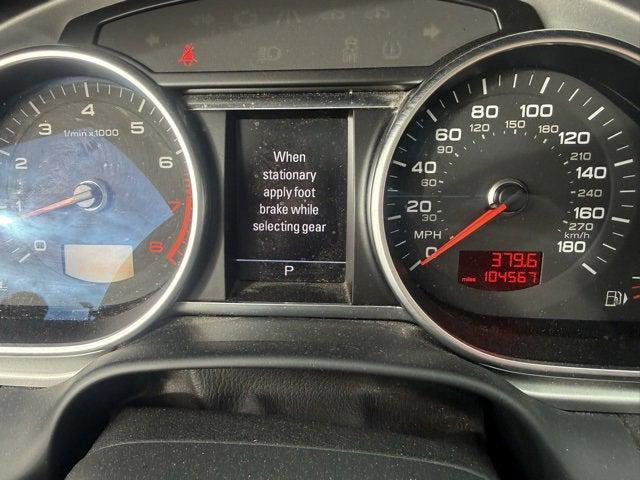 4
3
5
1/min x1000
2
6
1
7
0
8
When
stationary
apply foot
brake while
selecting gear
P
80
100
60
120
150
180
120
90
210
40
140
60
240
20
160
30
270
MPH
km/h
0
180
379.6
miles 104567